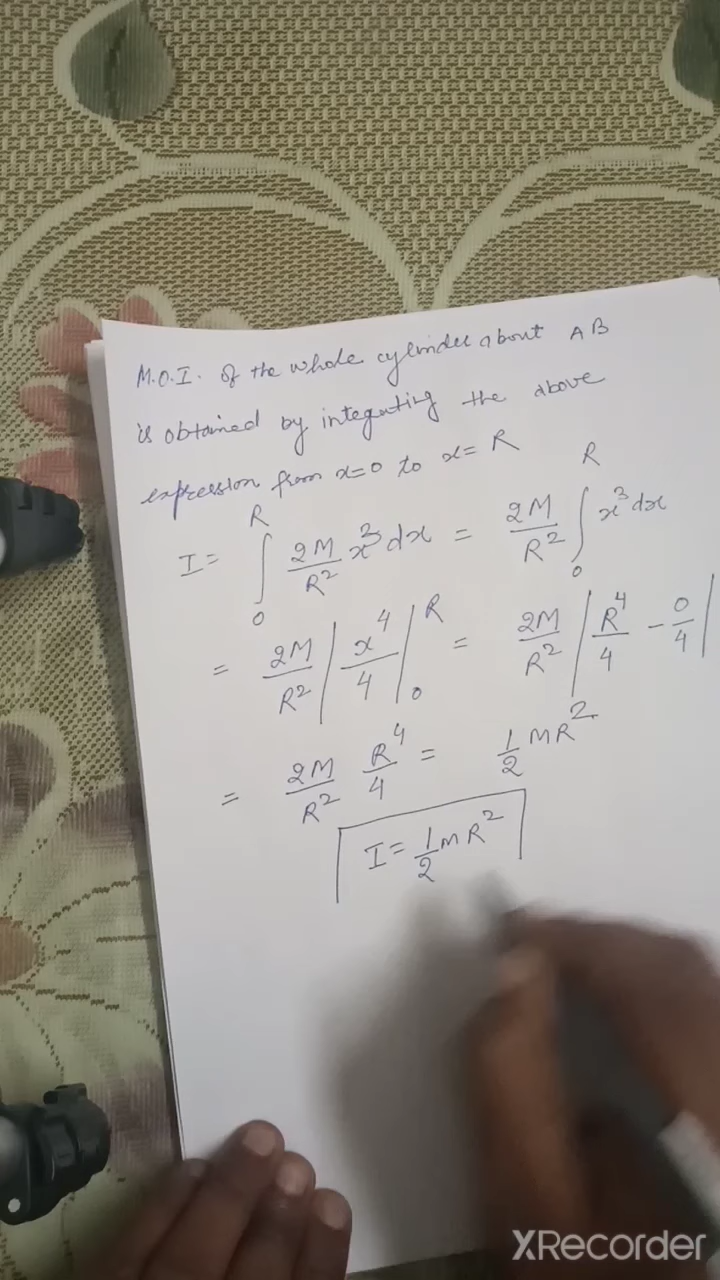 M.O.I. of the whole cylinder about AB
is obtained by integrating the above
expression from x=0 to x=R
I = ∫₀ᴿ 2M/R² x³ dx = 2M/R² ∫₀ᴿ x³ dx
= 2M/R² | x⁴/4 |₀ᴿ = 2M/R² | R⁴/4 − 0/4 |
= 2M/R² R⁴/4 = 1/2 MR²
I = 1/2 MR²
XRecorder